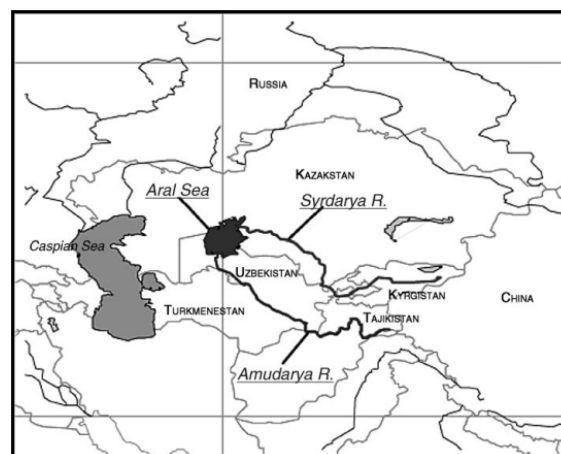 RUSSIA
KAZAKSTAN
Aral Sea
Syrdarya R.
Caspian Sea
UZBEKISTAN
KYRGISTAN
CHINA
TURKMENESTAN
TAJIKISTAN
Amudarya R.